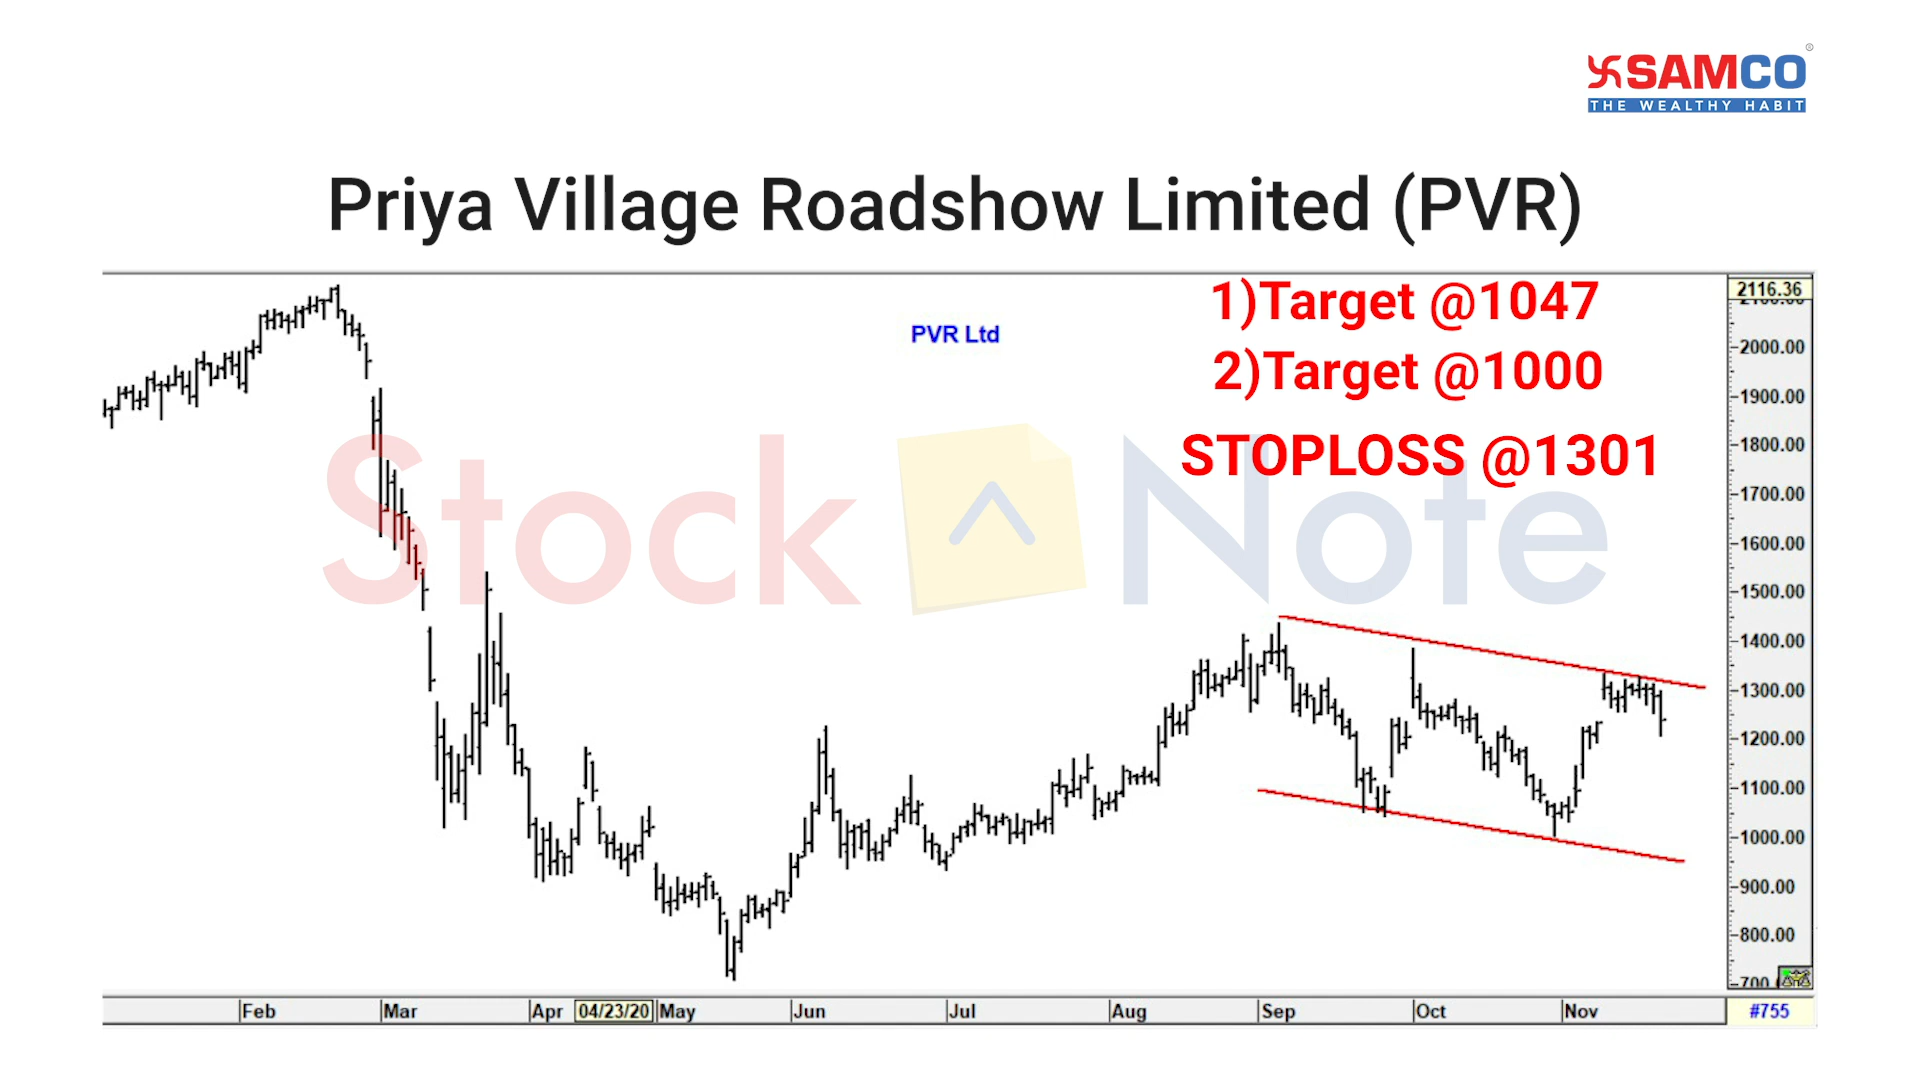 ®
SAMCO
THE WEALTHY HABIT
Priya Village Roadshow Limited (PVR)
1)Target @1047
2)Target @1000
STOPLOSS @1301
PVR Ltd
Stock Note
2116.36
2000.00
1900.00
1800.00
1700.00
1600.00
1500.00
1400.00
1300.00
1200.00
1100.00
1000.00
900.00
800.00
Feb Mar Apr 04/23/20 May Jun Jul Aug Sep Oct Nov #755